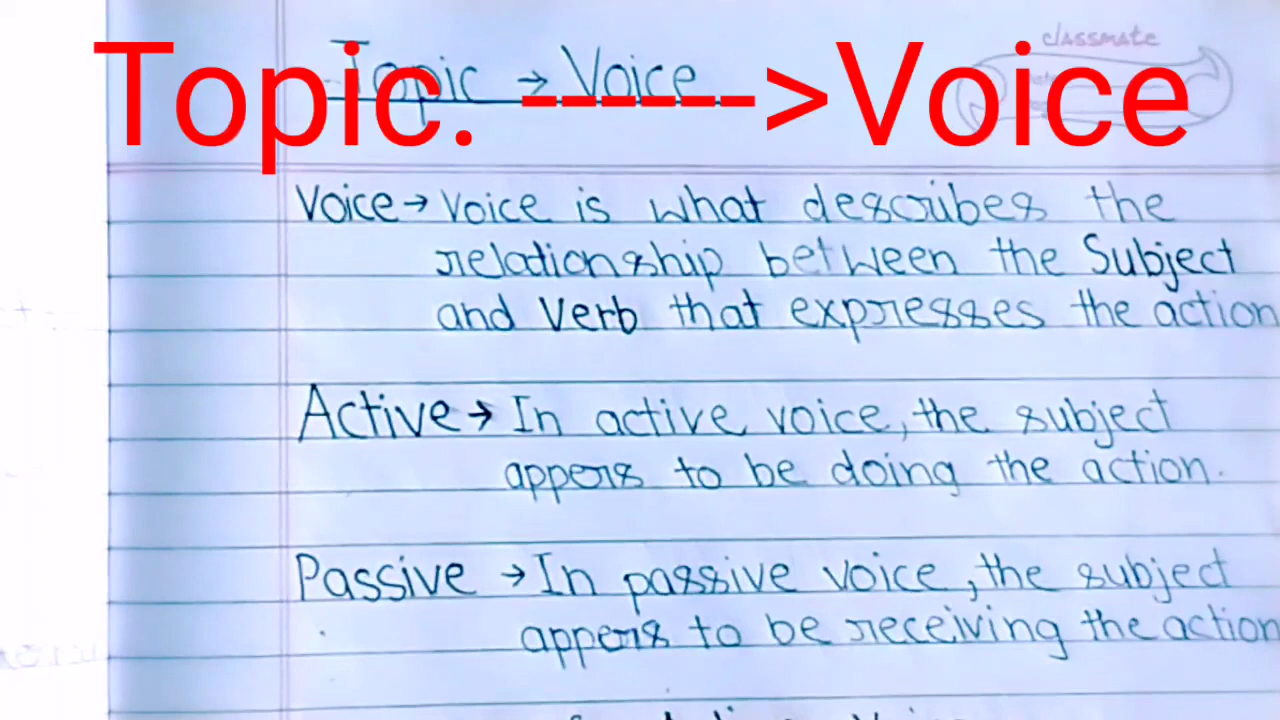 Topic. ------>Voice
Topic → Voice
classmate
Voice → Voice is what describes the
relationship between the Subject
and Verb that expresses the action
Active → In active voice, the subject
appers to be doing the action.
Passive → In passive voice, the subject
appers to be receiving the action